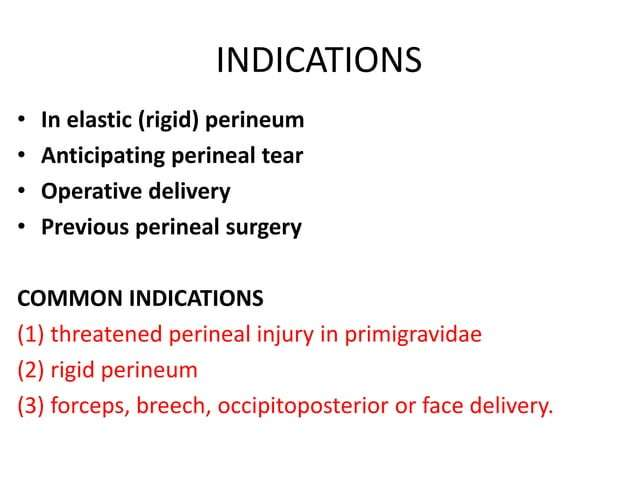 INDICATIONS
• In elastic (rigid) perineum
• Anticipating perineal tear
• Operative delivery
• Previous perineal surgery
COMMON INDICATIONS
(1) threatened perineal injury in primigravidae
(2) rigid perineum
(3) forceps, breech, occipitoposterior or face delivery.